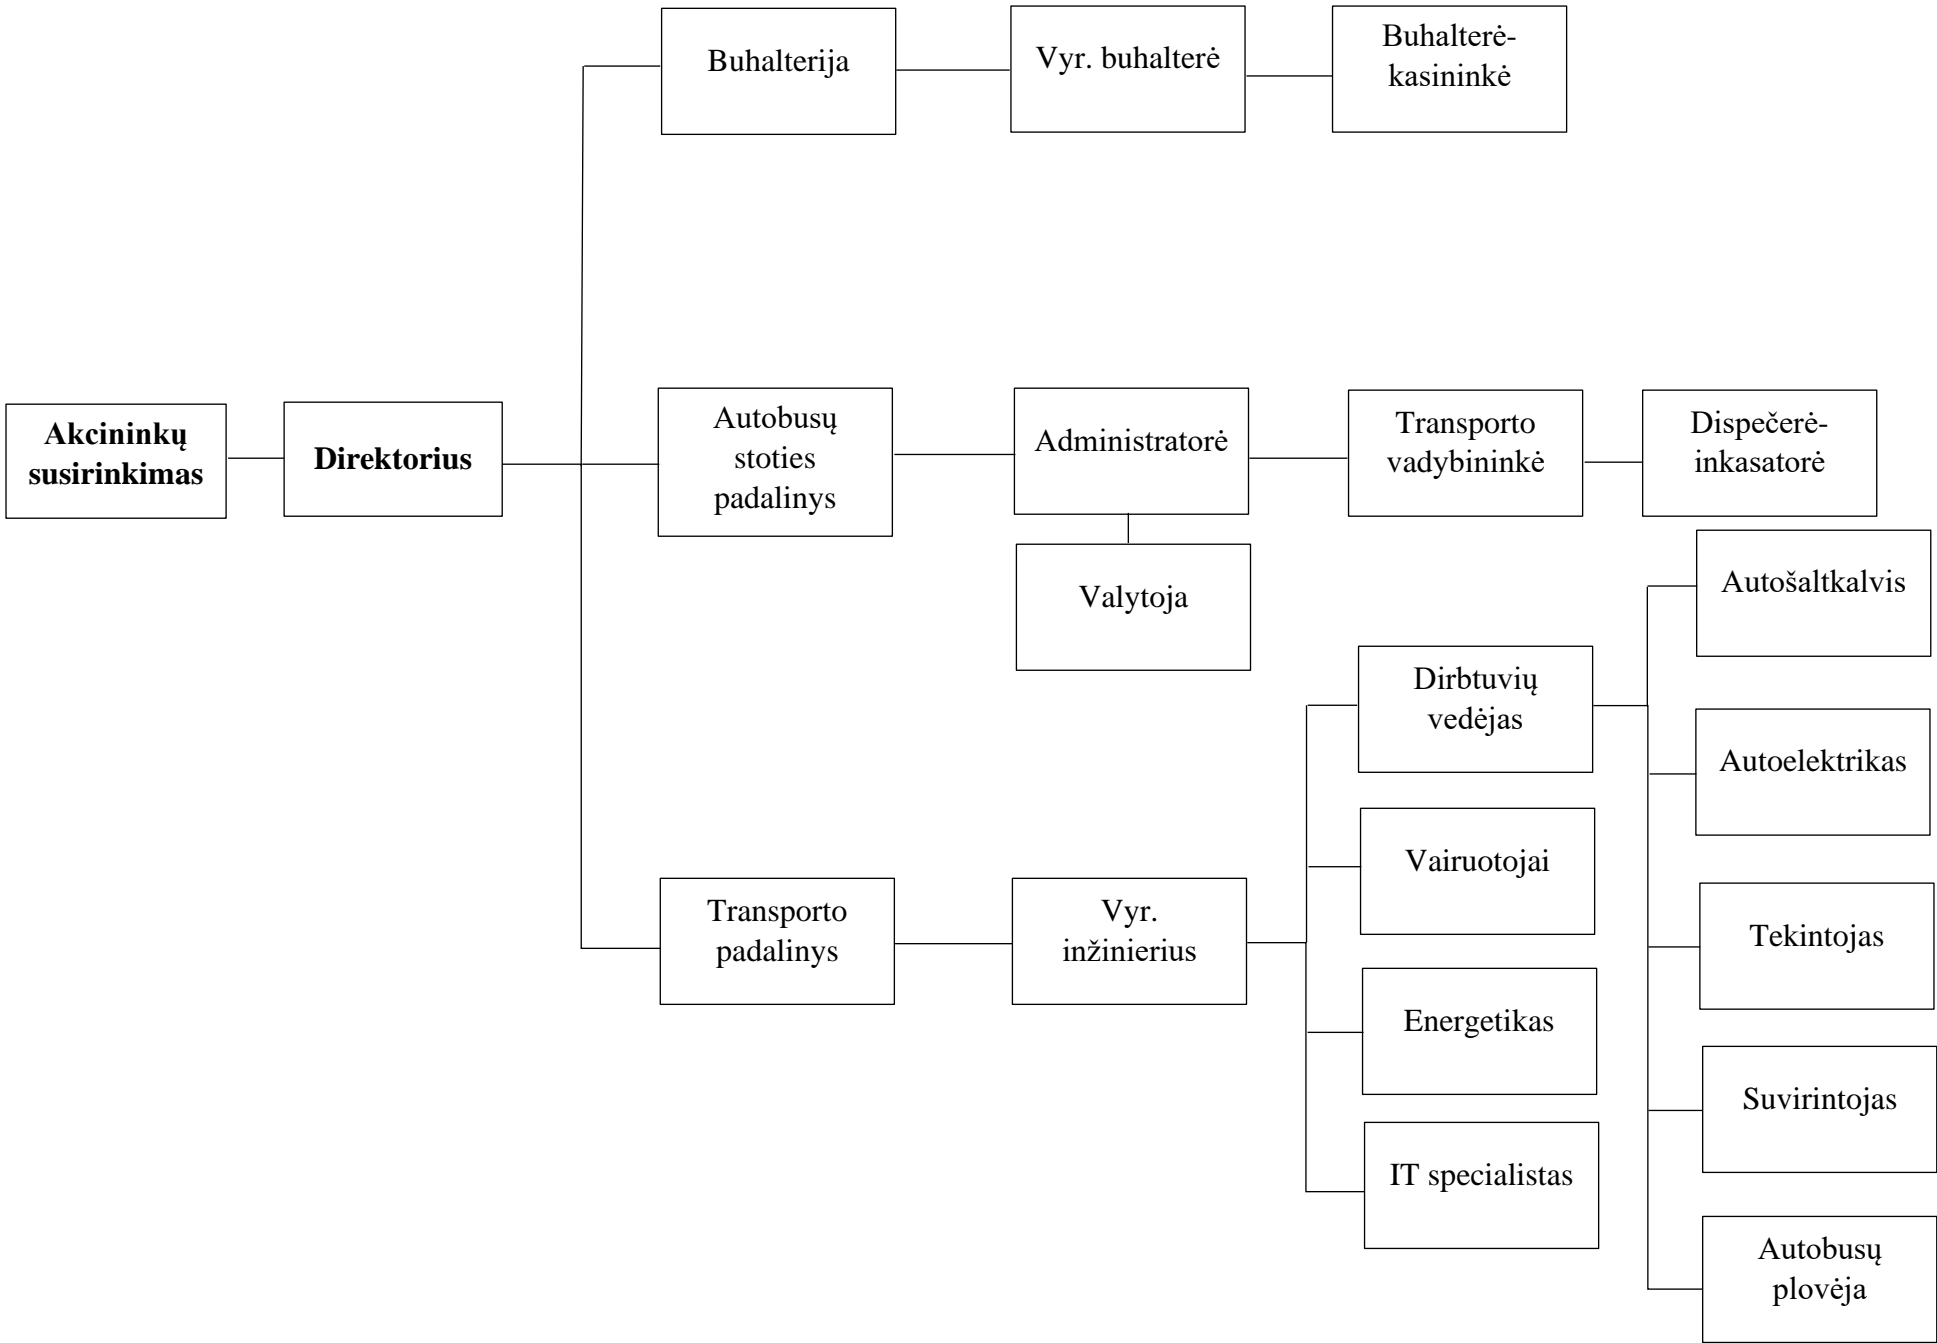 Buhalterija
Vyr. buhalterė
Buhalterė-
kasininkė
Akcininkų
susirinkimas
Direktorius
Autobusų
stoties
padalinys
Administratorė
Transporto
vadybininkė
Dispečerė-
inkasatorė
Valytoja
Autošaltkalvis
Dirbtuvių
vedėjas
Autoelektrikas
Vairuotojai
Transporto
padalinys
Vyr.
inžinierius
Tekintojas
Energetikas
Suvirintojas
IT specialistas
Autobusų
plovėja